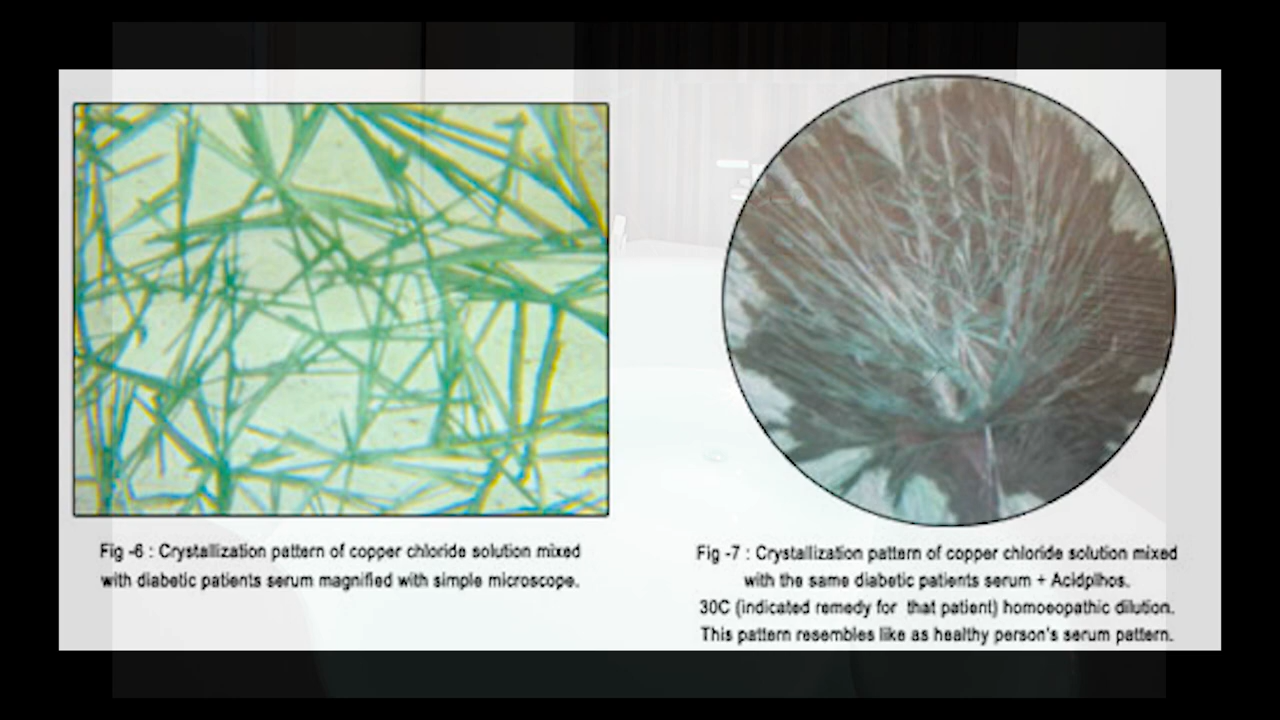 Fig -6 : Crystallization pattern of copper chloride solution mixed
with diabetic patients serum magnified with simple microscope.
Fig -7 : Crystallization pattern of copper chloride solution mixed
with the same diabetic patients serum + Acidplhos.
30C (indicated remedy for that patient) homoeopathic dilution.
This pattern resembles like as healthy person's serum pattern.